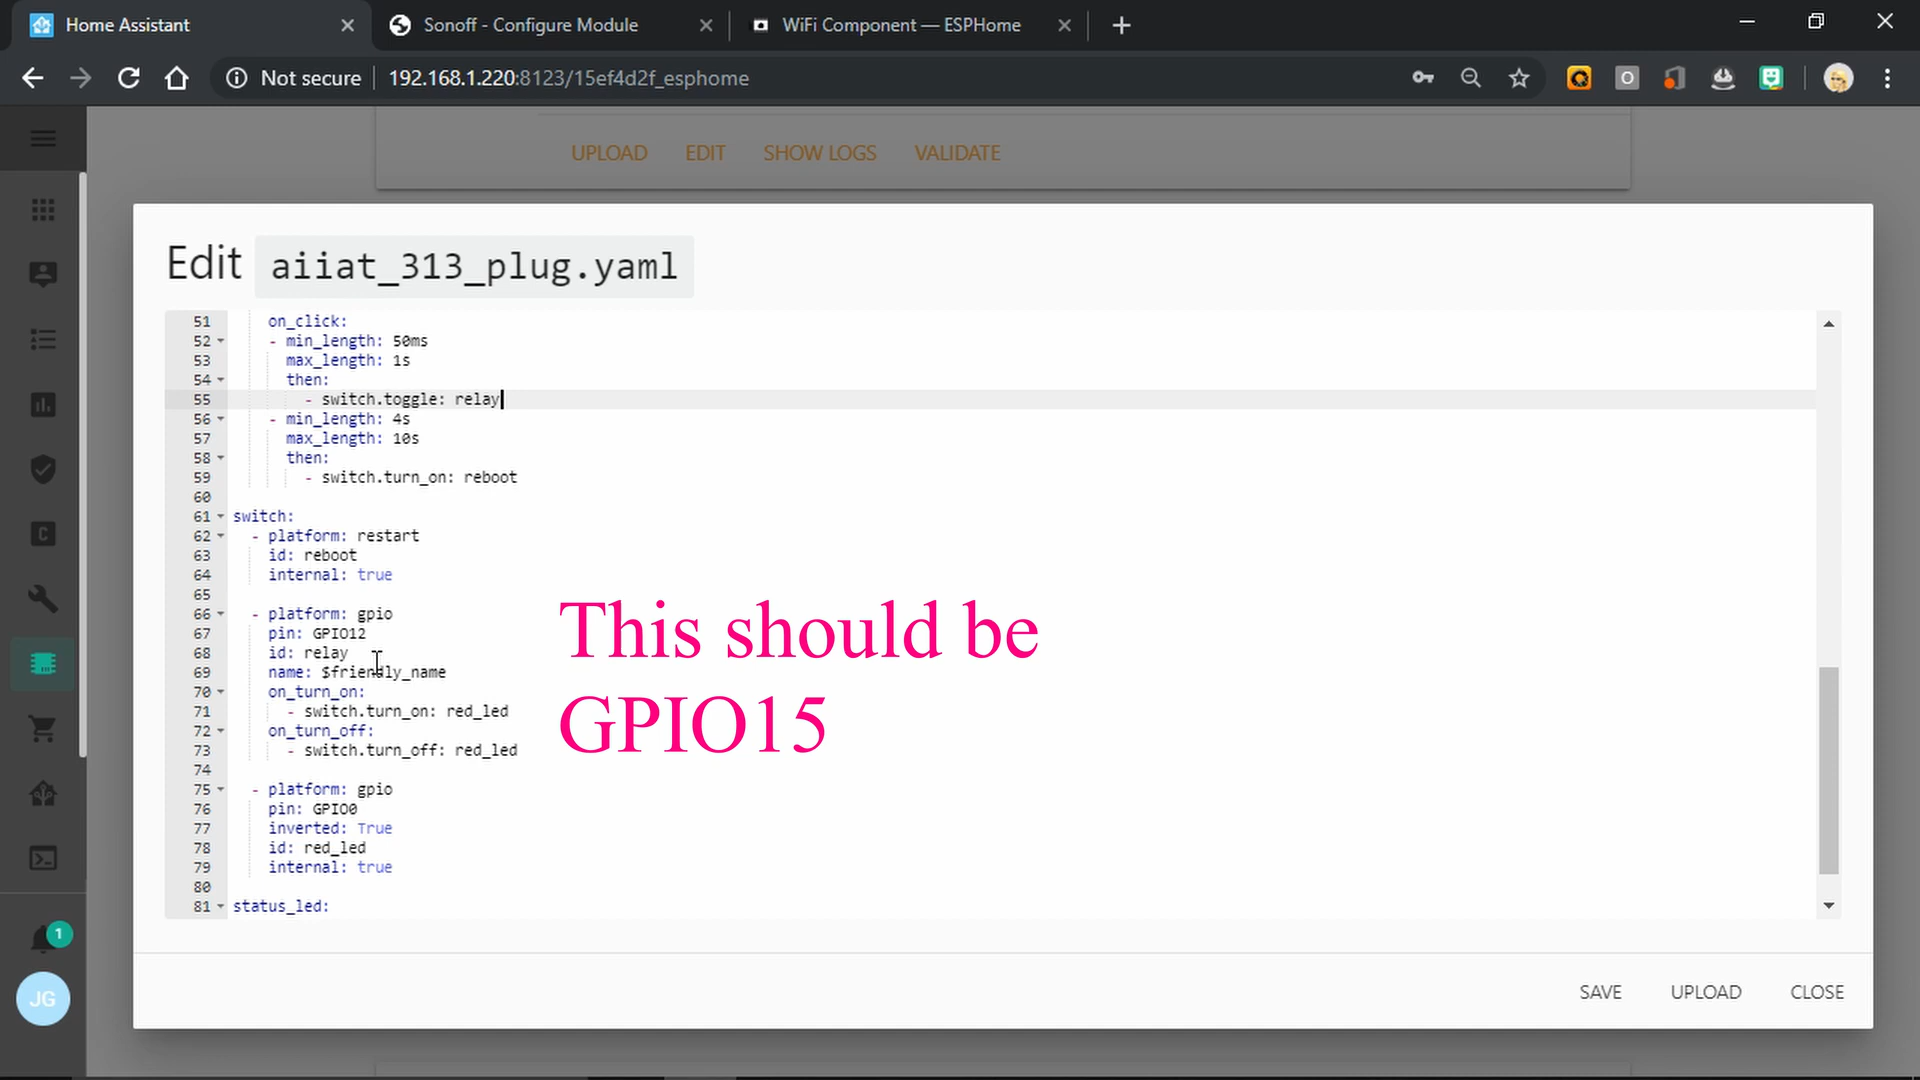 Home Assistant
Sonoff - Configure Module
WiFi Component — ESPHome
Not secure
192.168.1.220:8123/15ef4d2f_esphome
UPLOAD EDIT SHOW LOGS VALIDATE
Edit aiiat_313_plug.yaml
51 on_click:
52 - min_length: 50ms
53 max_length: 1s
54 then:
55 - switch.toggle: relay
56 - min_length: 4s
57 max_length: 10s
58 then:
59 - switch.turn_on: reboot
60
61 switch:
62 - platform: restart
63 id: reboot
64 internal: true
65
66 - platform: gpio
67 pin: GPIO12
68 id: relay
69 name: $friendly_name
70 on_turn_on:
71 - switch.turn_on: red_led
72 on_turn_off:
73 - switch.turn_off: red_led
74
75 - platform: gpio
76 pin: GPIO0
77 inverted: True
78 id: red_led
79 internal: true
80
81 status_led:
This should be
GPIO15
C
O
1
JG
SAVE UPLOAD CLOSE